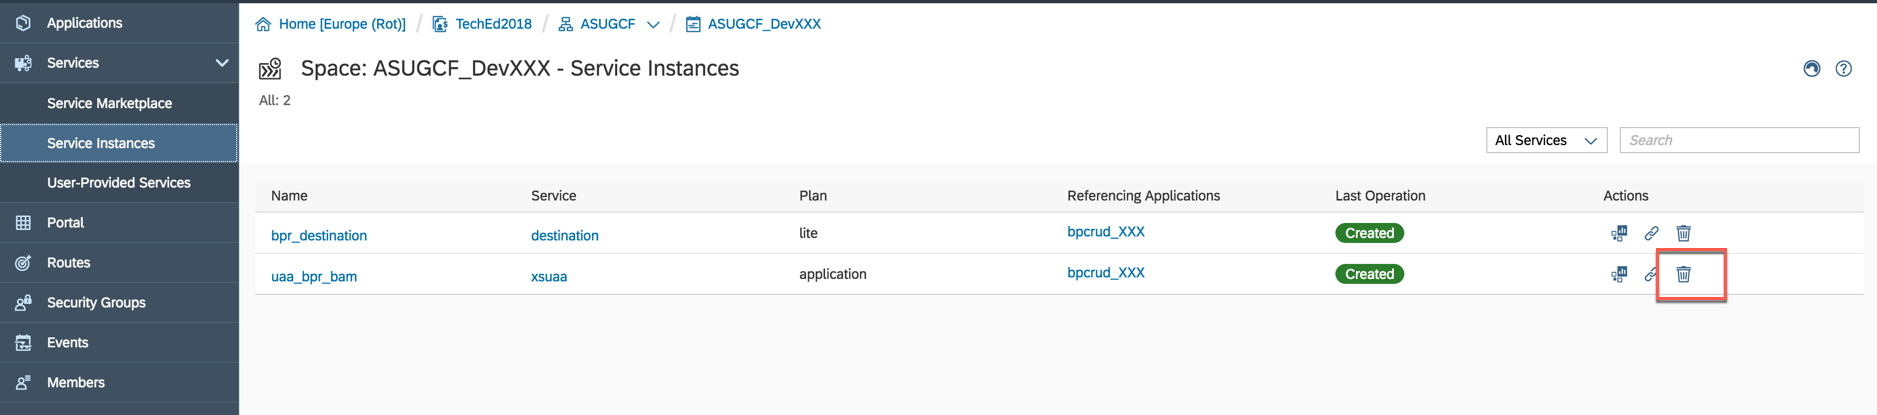 Applications
Services
Service Marketplace
Service Instances
User-Provided Services
Portal
Routes
Security Groups
Events
Members
Home [Europe (Rot)] / TechEd2018 / ASUGCF / ASUGCF_DevXXX
Space: ASUGCF_DevXXX - Service Instances
All: 2
All Services Search
Name Service Plan Referencing Applications Last Operation Actions
bpr_destination destination lite bpcrud_XXX Created
uaa_bpr_bam xsuaa application bpcrud_XXX Created